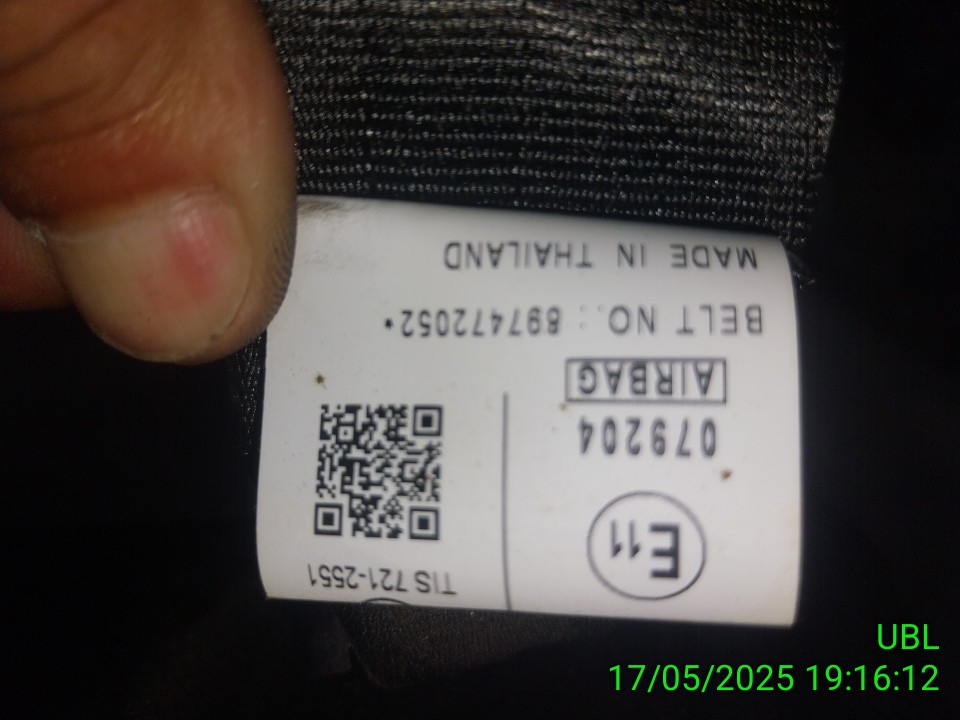 E11
TIS 721-2551
079204
AIRBAG
BELT NO.: 897472052*
MADE IN THAILAND
UBL
17/05/2025 19:16:12